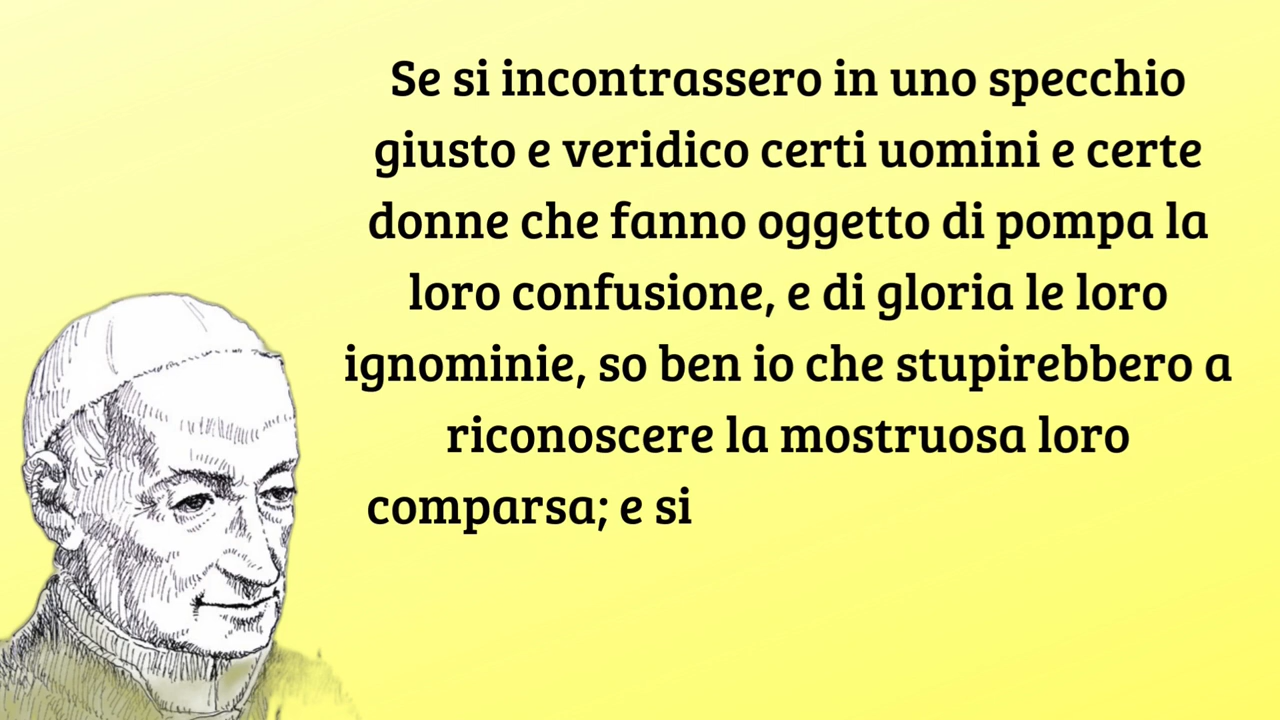 Se si incontrassero in uno specchio
giusto e veridico certi uomini e certe
donne che fanno oggetto di pompa la
loro confusione, e di gloria le loro
ignominie, so ben io che stupirebbero a
riconoscere la mostruosa loro
comparsa; e si